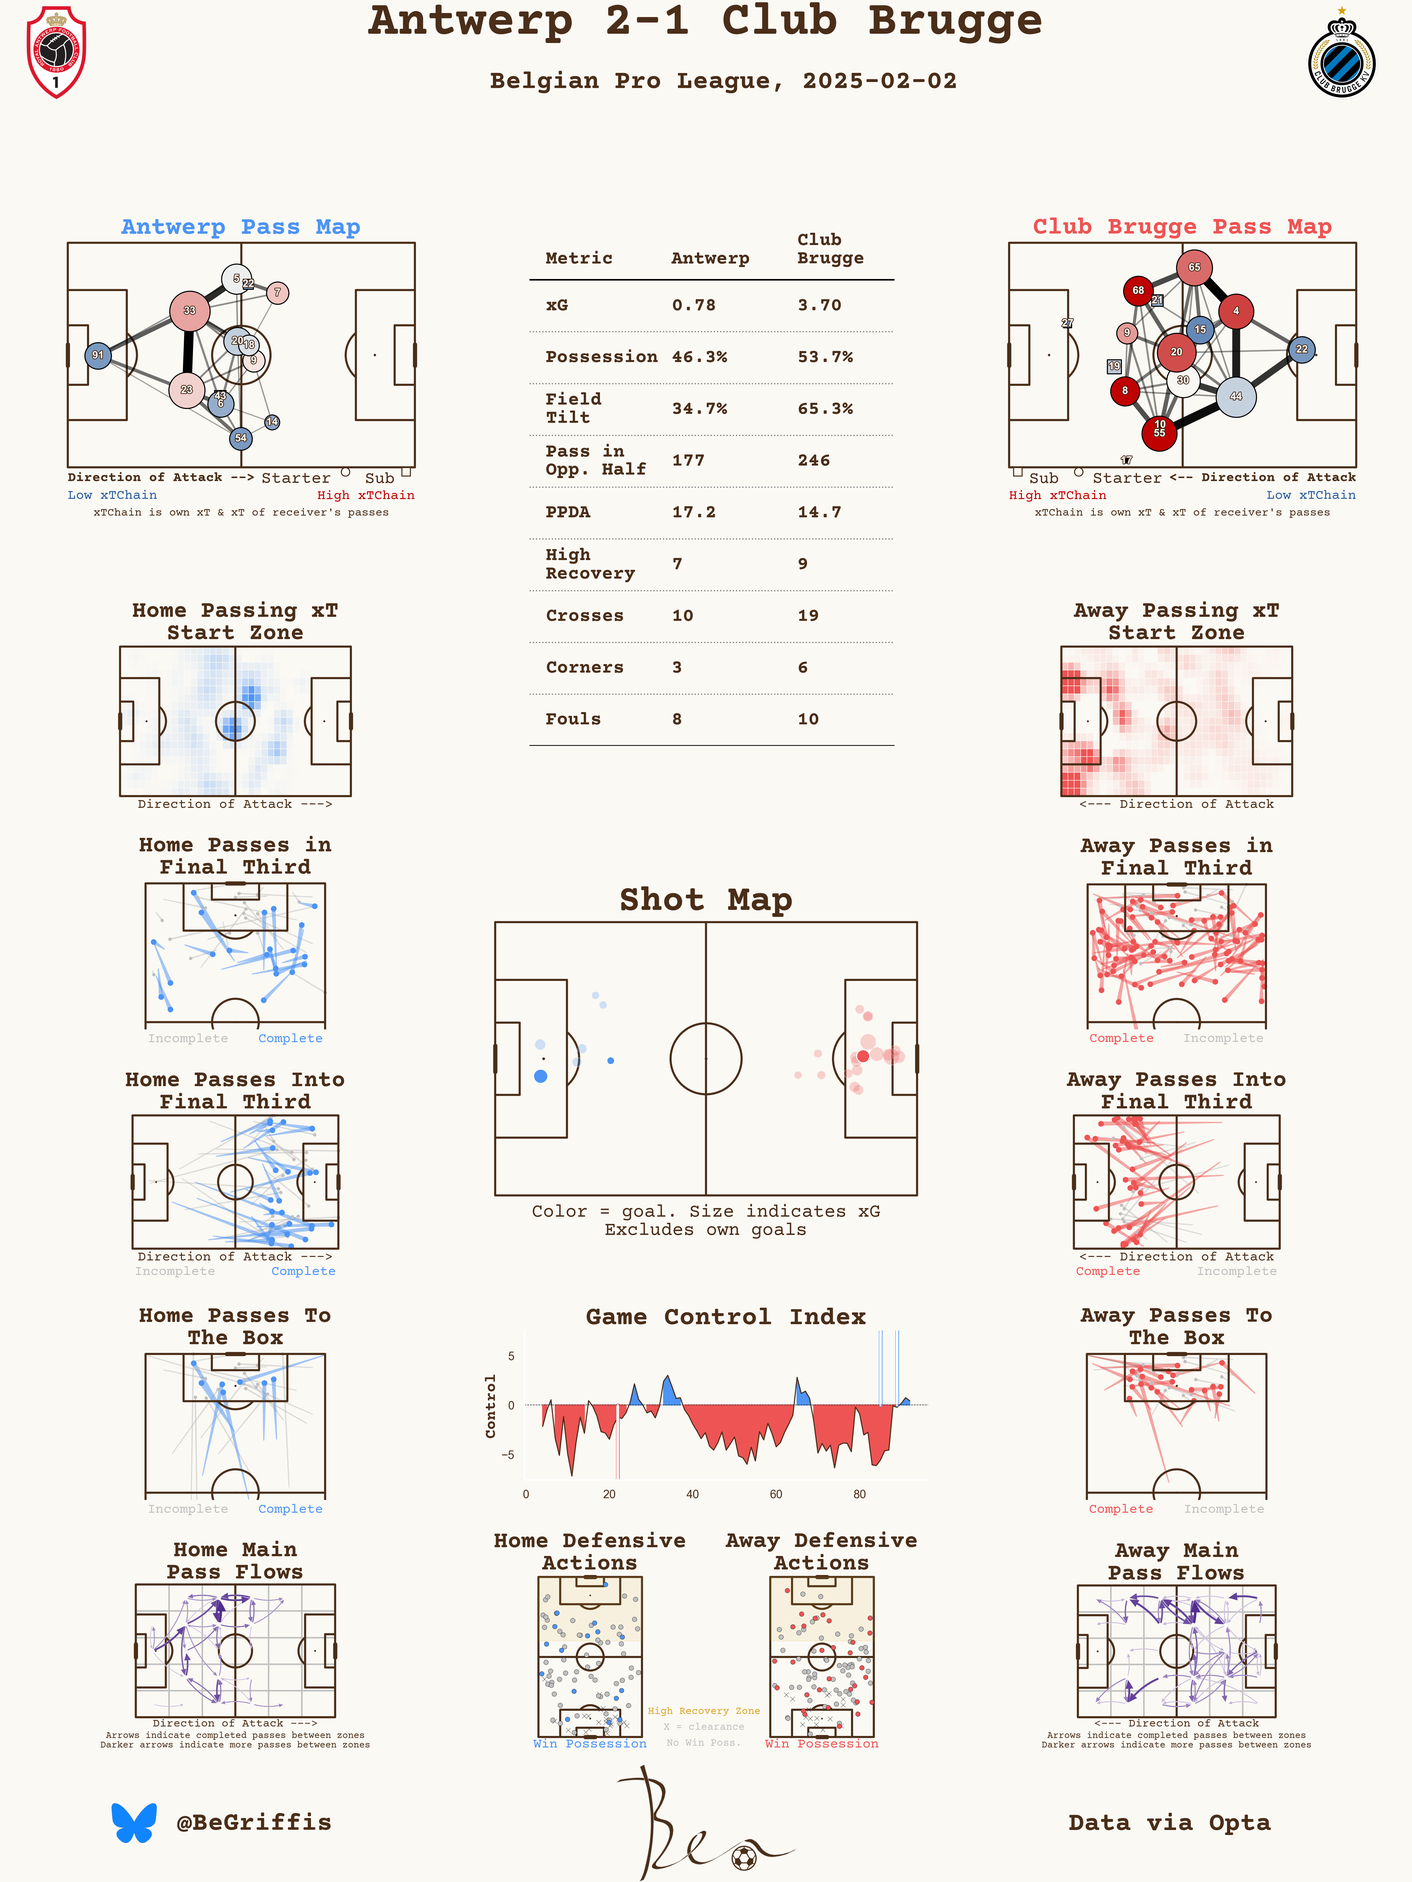 Antwerp 2-1 Club Brugge
Belgian Pro League, 2025-02-02
1
CLUB BRUGGE KV
Antwerp Pass Map
5
22
7
33
20
18
9
91
23
43
6
14
54
Direction of Attack --> Starter Sub
Low xTChain High xTChain
xTChain is own xT & xT of receiver's passes
Metric Antwerp Club Brugge
xG 0.78 3.70
Possession 46.3% 53.7%
Field Tilt 34.7% 65.3%
Pass in Opp. Half 177 246
PPDA 17.2 14.7
High Recovery 7 9
Crosses 10 19
Corners 3 6
Fouls 8 10
Club Brugge Pass Map
65
68
21
4
27
9
15
20
22
19
30
8
44
10
55
17
Sub Starter <-- Direction of Attack
High xTChain Low xTChain
xTChain is own xT & xT of receiver's passes
Home Passing xT
Start Zone
Direction of Attack --->
Away Passing xT
Start Zone
<--- Direction of Attack
Home Passes in
Final Third
Incomplete Complete
Away Passes in
Final Third
Complete Incomplete
Shot Map
Color = goal. Size indicates xG
Excludes own goals
Home Passes Into
Final Third
Direction of Attack --->
Incomplete Complete
Away Passes Into
Final Third
<--- Direction of Attack
Complete Incomplete
Home Passes To
The Box
Incomplete Complete
Game Control Index
Control
5
0
−5
0 20 40 60 80
Away Passes To
The Box
Complete Incomplete
Home Main
Pass Flows
Direction of Attack --->
Arrows indicate completed passes between zones
Darker arrows indicate more passes between zones
Home Defensive
Actions
Win Possession
High Recovery Zone
X = clearance
No Win Poss.
Away Defensive
Actions
Win Possession
Away Main
Pass Flows
<--- Direction of Attack
Arrows indicate completed passes between zones
Darker arrows indicate more passes between zones
@BeGriffis
Ben
Data via Opta